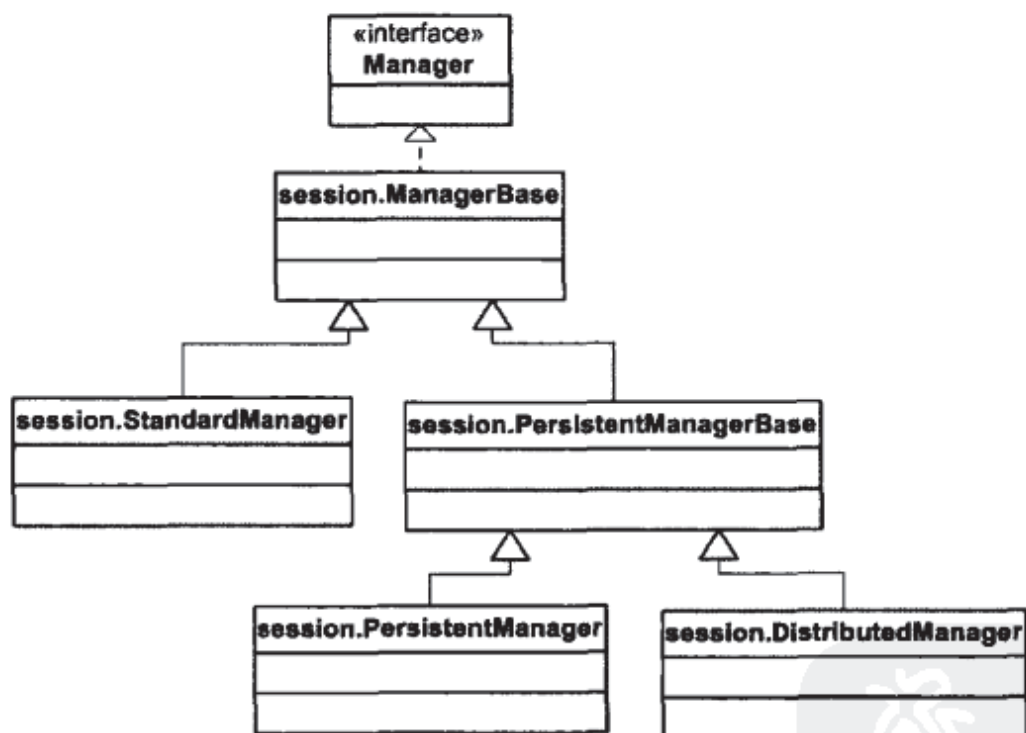 «interface»
Manager
session.ManagerBase
session.StandardManager
session.PersistentManagerBase
session.PersistentManager
session.DistributedManager